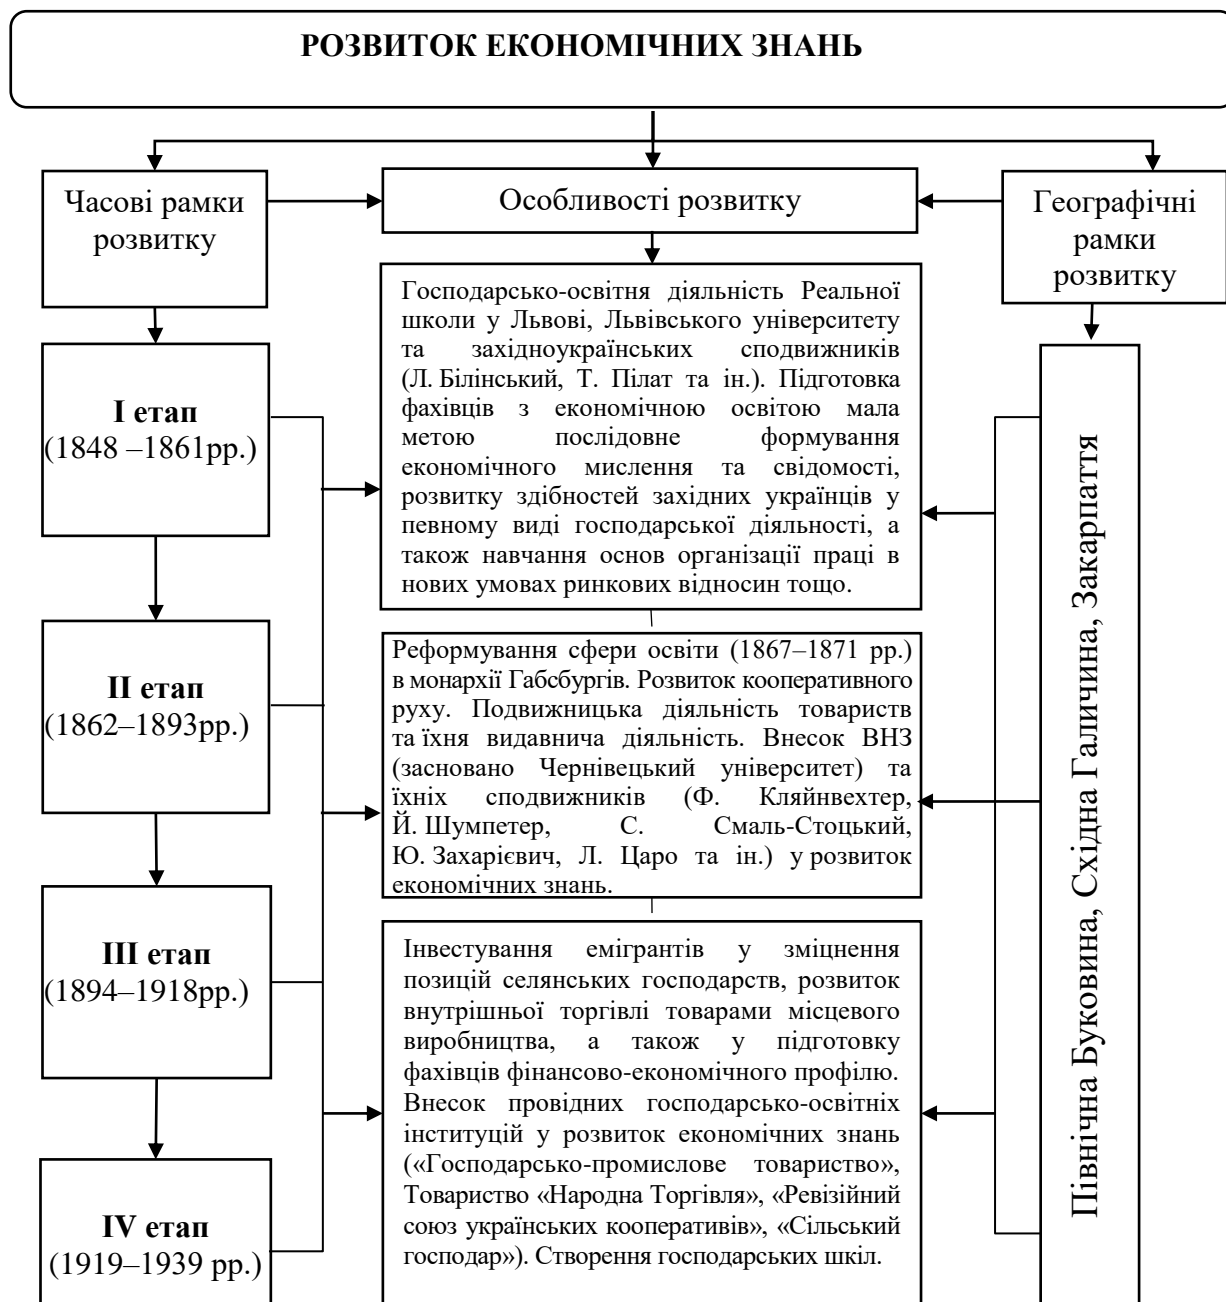 РОЗВИТОК ЕКОНОМІЧНИХ ЗНАНЬ
Часові рамки
розвитку
Особливості розвитку
Географічні
рамки
розвитку
І етап
(1848 –1861рр.)
ІІ етап
(1862–1893рр.)
ІІІ етап
(1894–1918рр.)
IV етап
(1919–1939 рр.)
Господарсько-освітня діяльність Реальної
школи у Львові, Львівського університету
та західноукраїнських сподвижників
(Л. Білінський, Т. Пілат та ін.). Підготовка
фахівців з економічною освітою мала
метою послідовне формування
економічного мислення та свідомості,
розвитку здібностей західних українців у
певному виді господарської діяльності, а
також навчання основ організації праці в
нових умовах ринкових відносин тощо.
Реформування сфери освіти (1867–1871 рр.)
в монархії Габсбургів. Розвиток кооперативного
руху. Подвижницька діяльність товариств
та їхня видавнича діяльність. Внесок ВНЗ
(засновано Чернівецький університет) та
їхніх сподвижників (Ф. Кляйнвехтер,
Й. Шумпетер, С. Смаль-Стоцький,
Ю. Захарієвич, Л. Царо та ін.) у розвиток
економічних знань.
Інвестування емігрантів у зміцнення
позицій селянських господарств, розвиток
внутрішньої торгівлі товарами місцевого
виробництва, а також у підготовку
фахівців фінансово-економічного профілю.
Внесок провідних господарсько-освітніх
інституцій у розвиток економічних знань
(«Господарсько-промислове товариство»,
Товариство «Народна Торгівля», «Ревізійний
союз українських кооперативів», «Сільський
господар»). Створення господарських шкіл.
Північна Буковина, Східна Галичина, Закарпаття